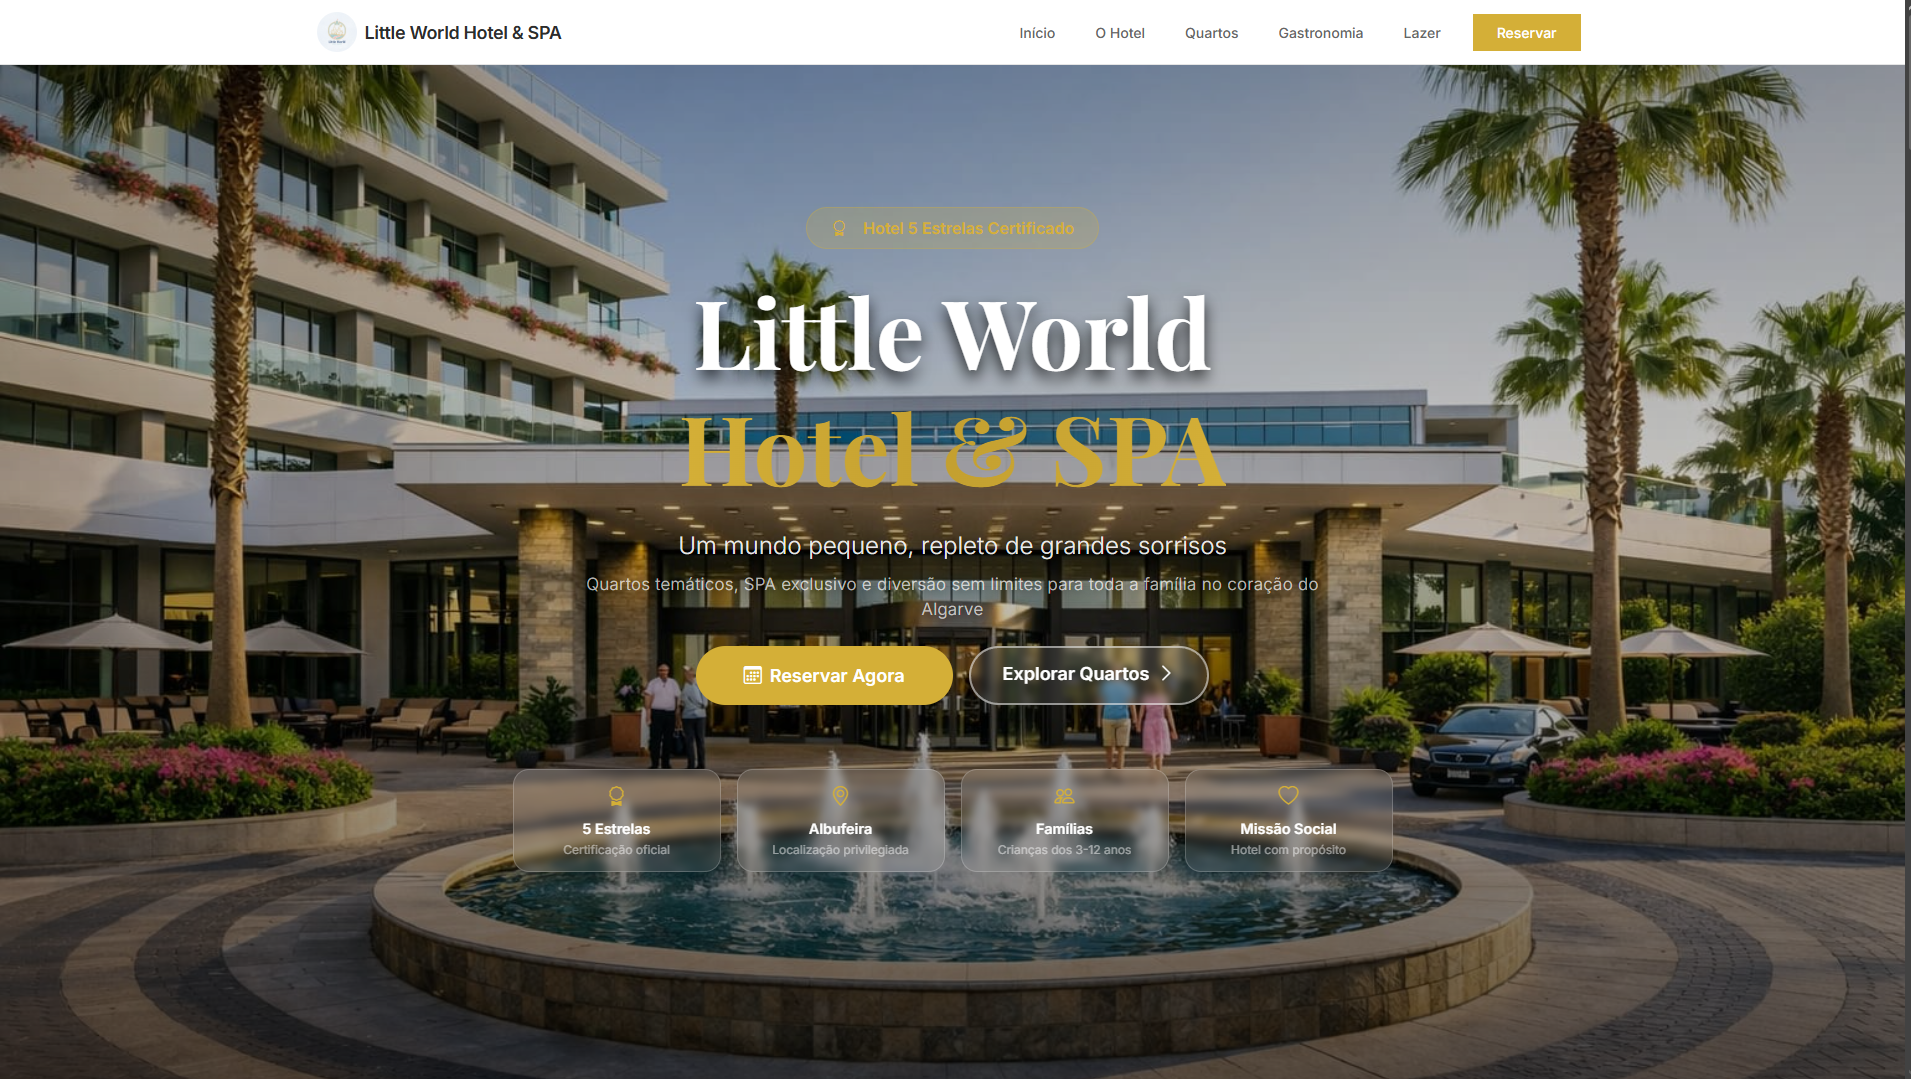 Little World Hotel & SPA
Início
O Hotel
Quartos
Gastronomia
Lazer
Reservar
Hotel 5 Estrelas Certificado
Little World
Hotel & SPA
Um mundo pequeno, repleto de grandes sorrisos
Quartos temáticos, SPA exclusivo e diversão sem limites para toda a família no coração do
Algarve
Reservar Agora
Explorar Quartos
5 Estrelas
Certificação oficial
Albufeira
Localização privilegiada
Famílias
Crianças dos 3-12 anos
Missão Social
Hotel com propósito